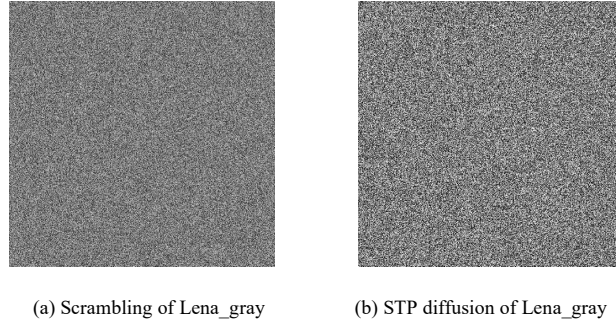 (a) Scrambling of Lena_gray
(b) STP diffusion of Lena_gray